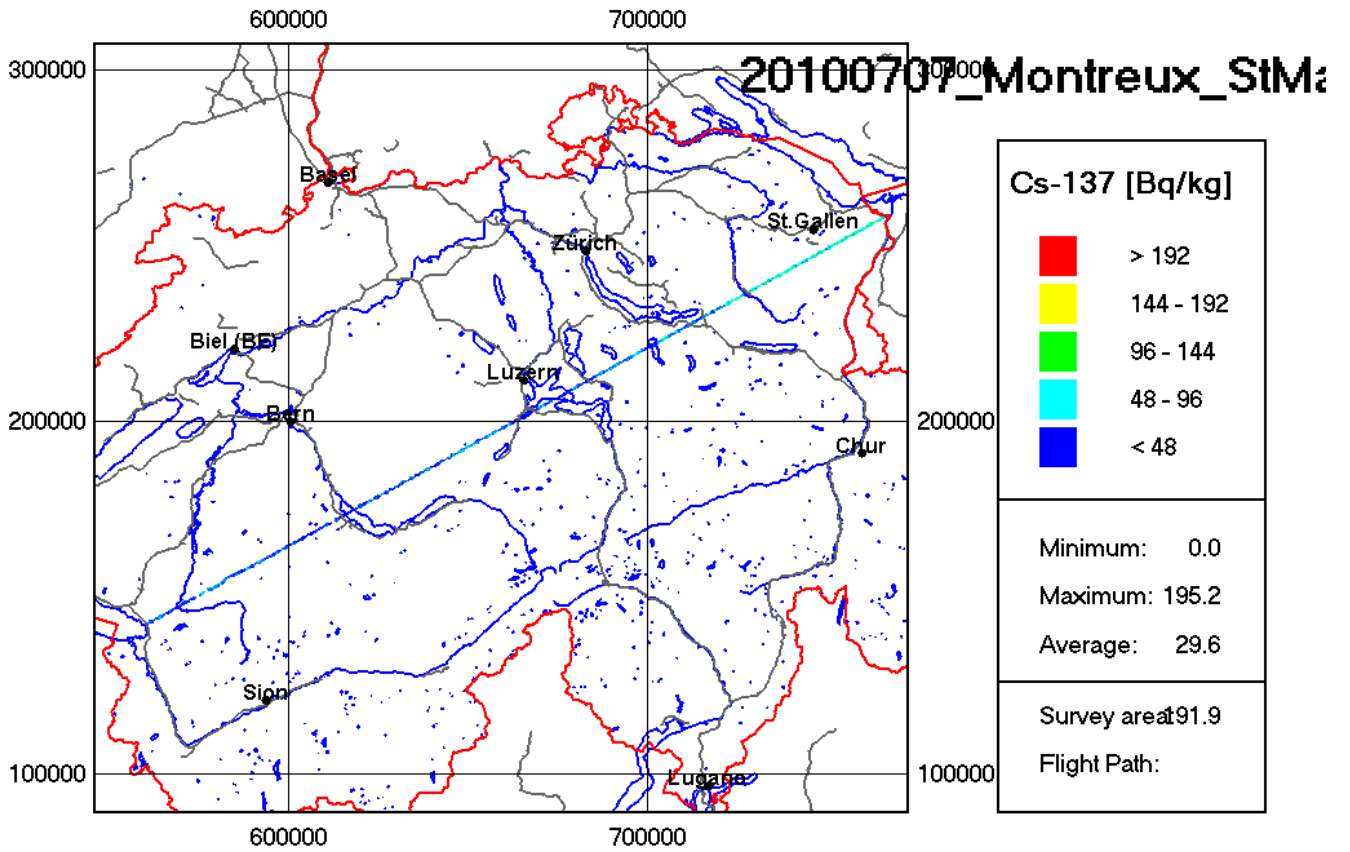 600000 700000
300000 300000
20100707_Montreux_StMa
Cs-137 [Bq/kg]
> 192
144 - 192
96 - 144
48 - 96
< 48
Minimum: 0.0
Maximum: 195.2
Average: 29.6
Survey area: 191.9
Flight Path:
Basel
St.Gallen
Zürich
Biel (BE)
Luzern
Bern
200000 200000
Chur
Sion
Lugano
100000 100000
600000 700000